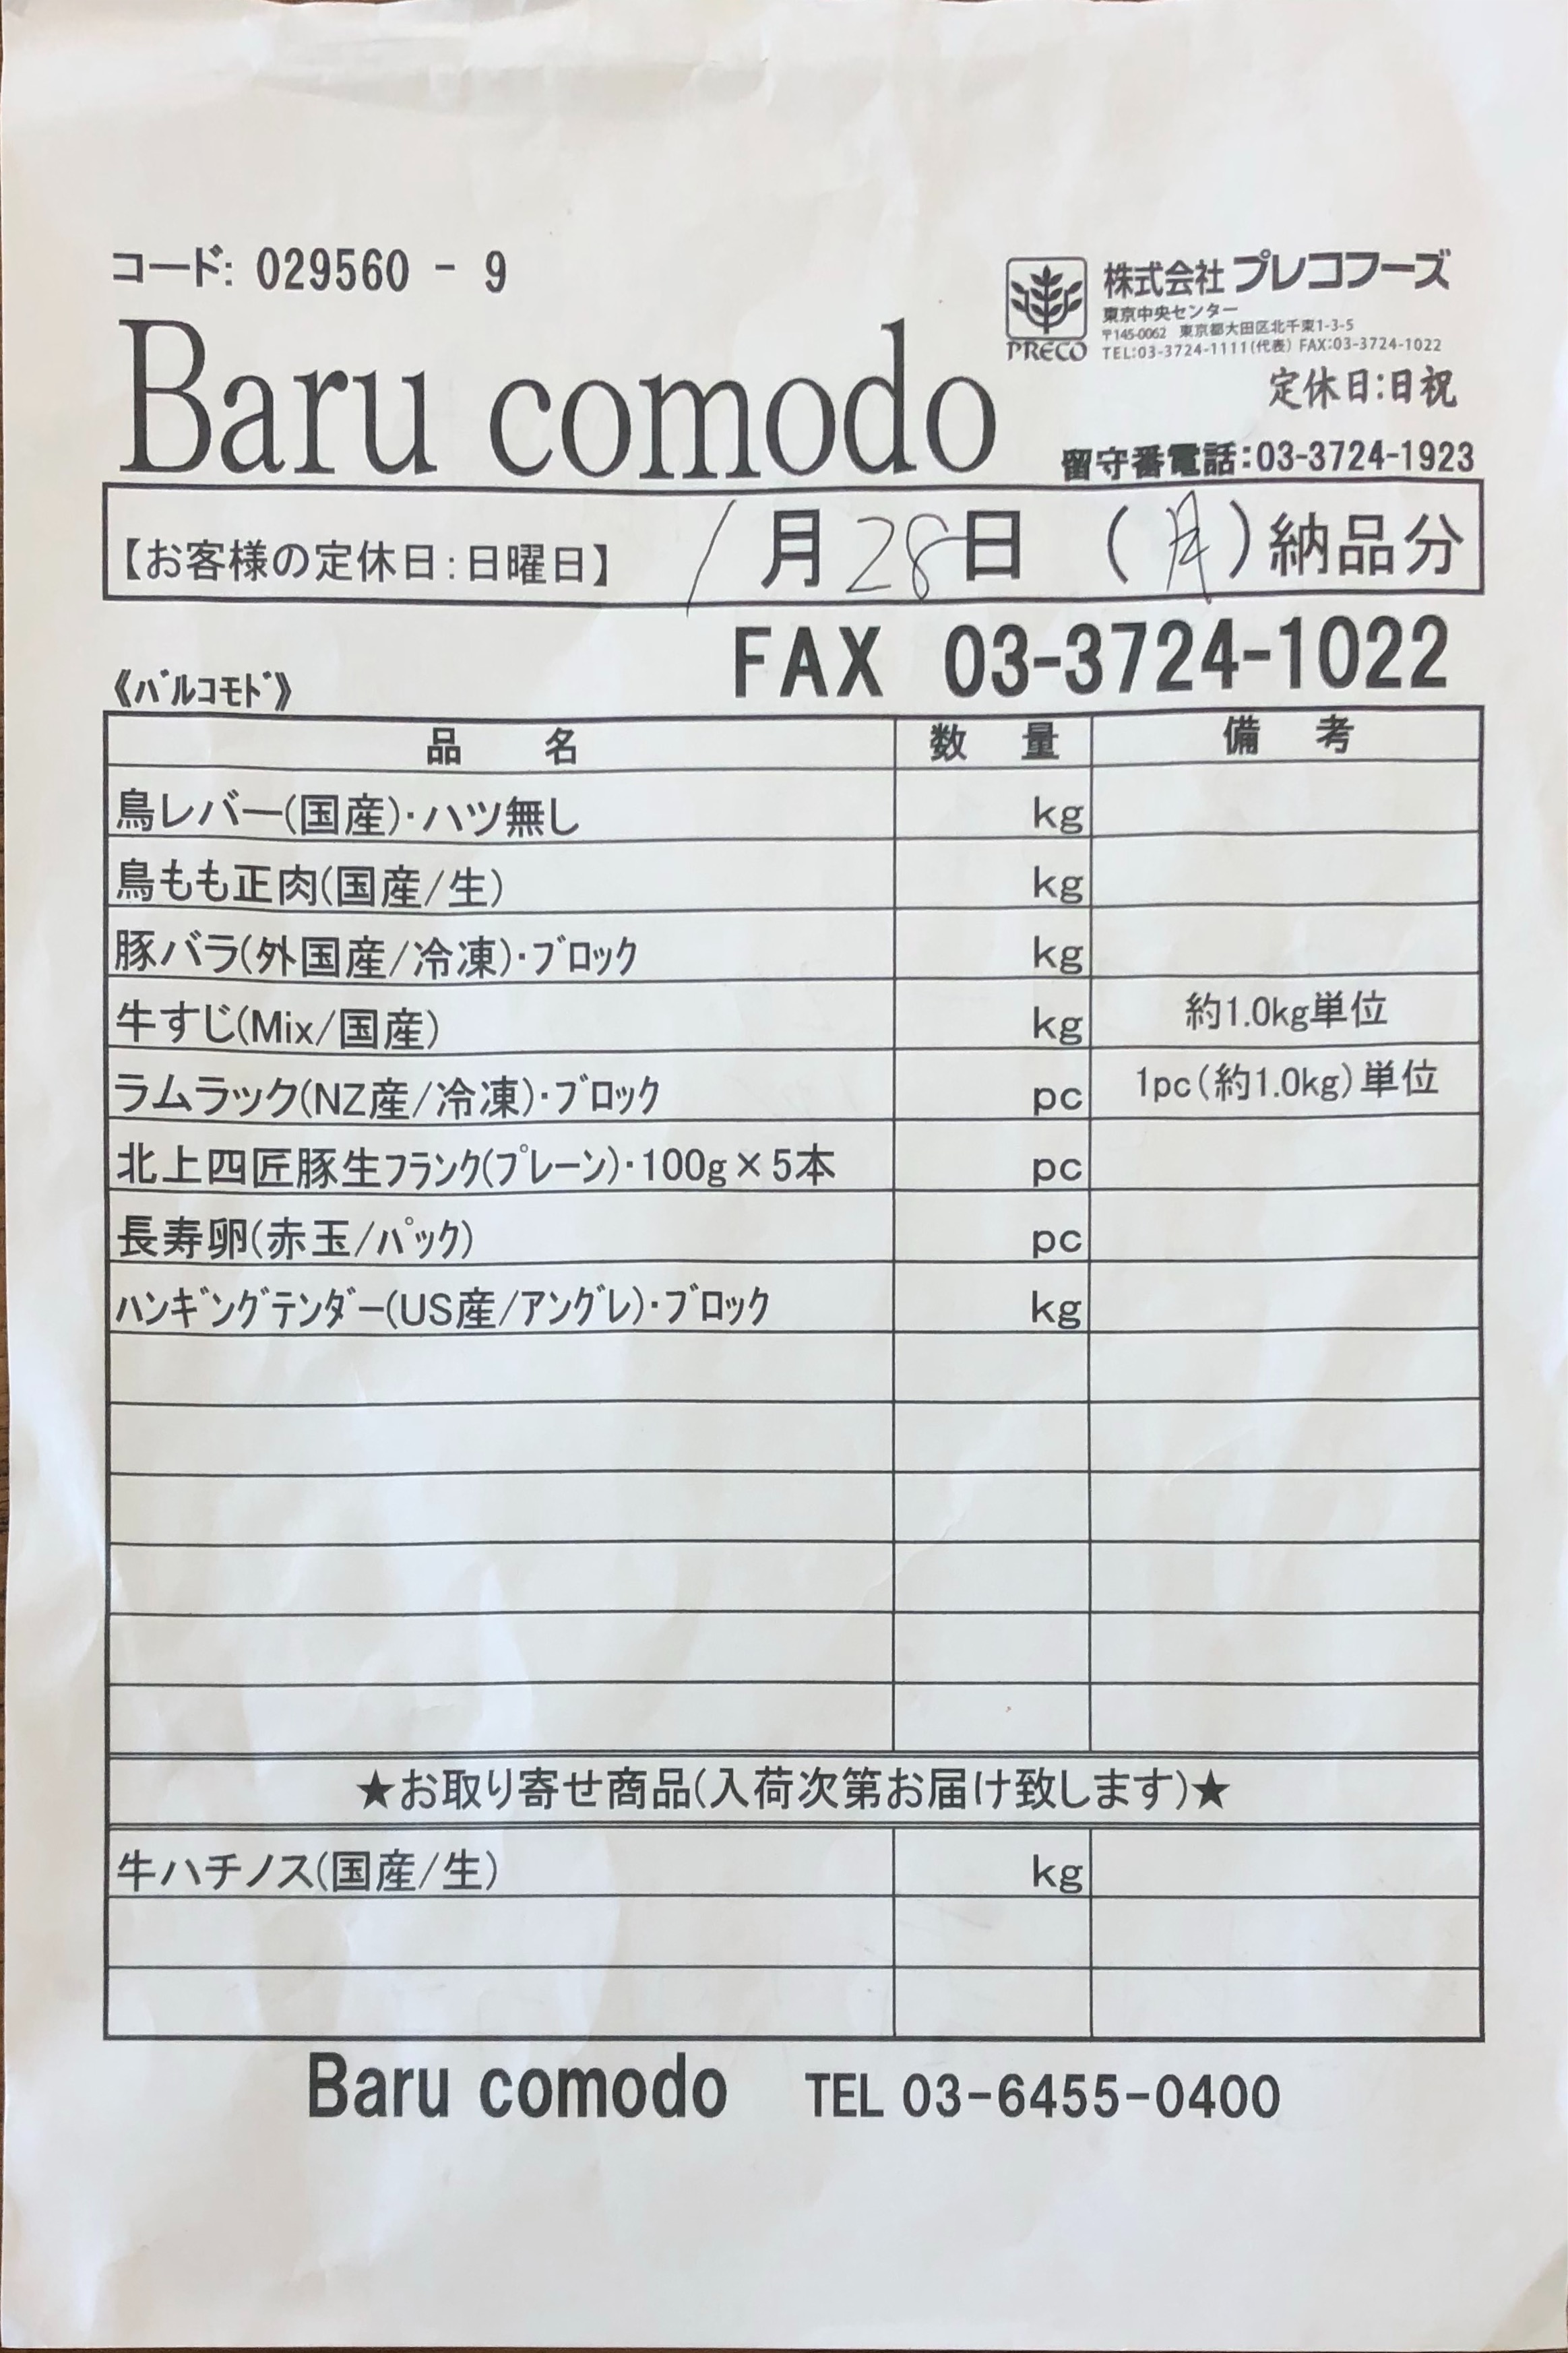 コード: 029560 - 9
株式会社 プレコフーズ
東京中央センター
〒145-0062 東京都大田区北千束1-3-5
PRECO TEL:03-3724-1111(代表) FAX:03-3724-1022
定休日:日祝
Baru comodo
留守番電話:03-3724-1923
【お客様の定休日:日曜日】 1月28日 (月)納品分
FAX 03-3724-1022
《バルコモド》
品 名 数 量 備 考
鳥レバー(国産)・ハツ無し kg
鳥もも正肉(国産/生) kg
豚バラ(外国産/冷凍)・ブロック kg
牛すじ(Mix/国産) kg 約1.0kg単位
ラムラック(NZ産/冷凍)・ブロック pc 1pc(約1.0kg)単位
北上四匠豚生フランク(プレーン)・100g×5本 pc
長寿卵(赤玉/パック) pc
ハンギングテンダー(US産/アングレ)・ブロック kg
★お取り寄せ商品(入荷次第お届け致します)★
牛ハチノス(国産/生) kg
Baru comodo TEL 03-6455-0400